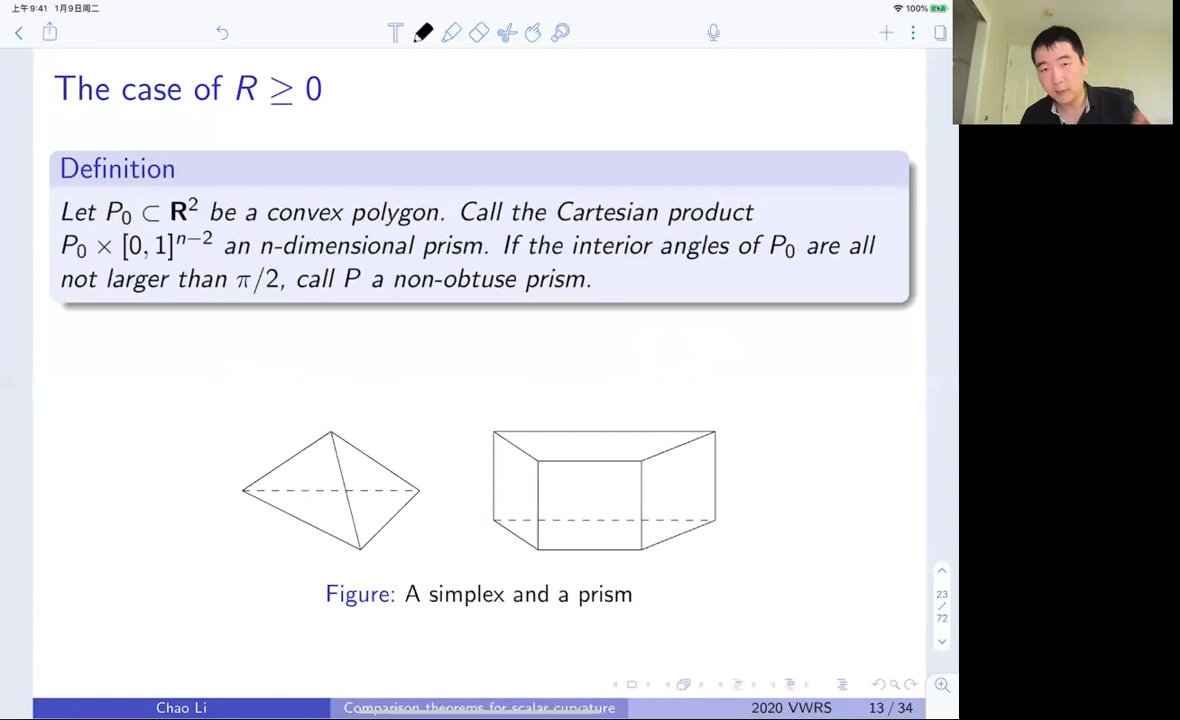 上午9:41 1月9日周二
100%
The case of R ≥ 0
Definition
Let P₀ ⊂ R² be a convex polygon. Call the Cartesian product
P₀ × [0, 1]ⁿ⁻² an n-dimensional prism. If the interior angles of P₀ are all
not larger than π/2, call P a non-obtuse prism.
Figure: A simplex and a prism
23
/
72
Chao Li
Comparison theorems for scalar curvature
2020 VWRS
13 / 34